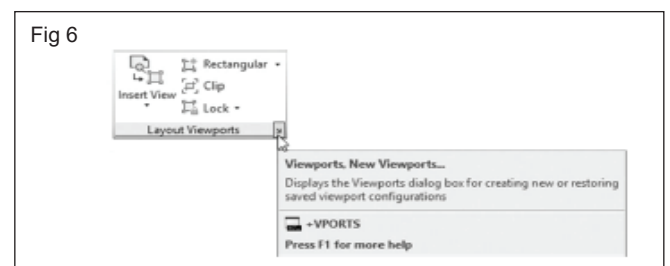 Fig 6
Rectangular
Clip
Insert View
Lock
Layout Viewports
Viewports, New Viewports...
Displays the Viewports dialog box for creating new or restoring
saved viewport configurations
+VPORTS
Press F1 for more help